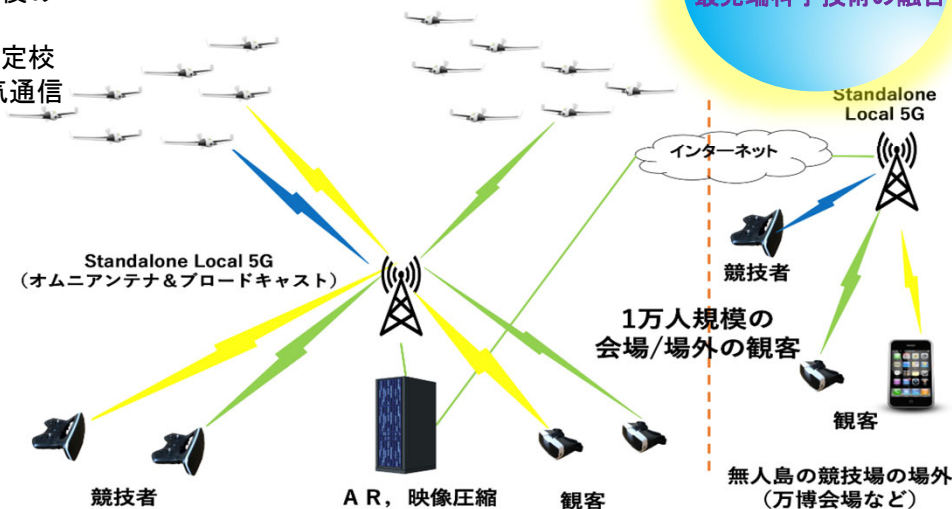 定校
気通信
最先端科学技術の融合
Standalone
Local 5G
インターネット
競技者
Standalone Local 5G
（オムニアンテナ＆ブロードキャスト）
1万人規模の
会場/場外の観客
観客
競技者
ＡＲ，映像圧縮
観客
無人島の競技場の場外
（万博会場など）